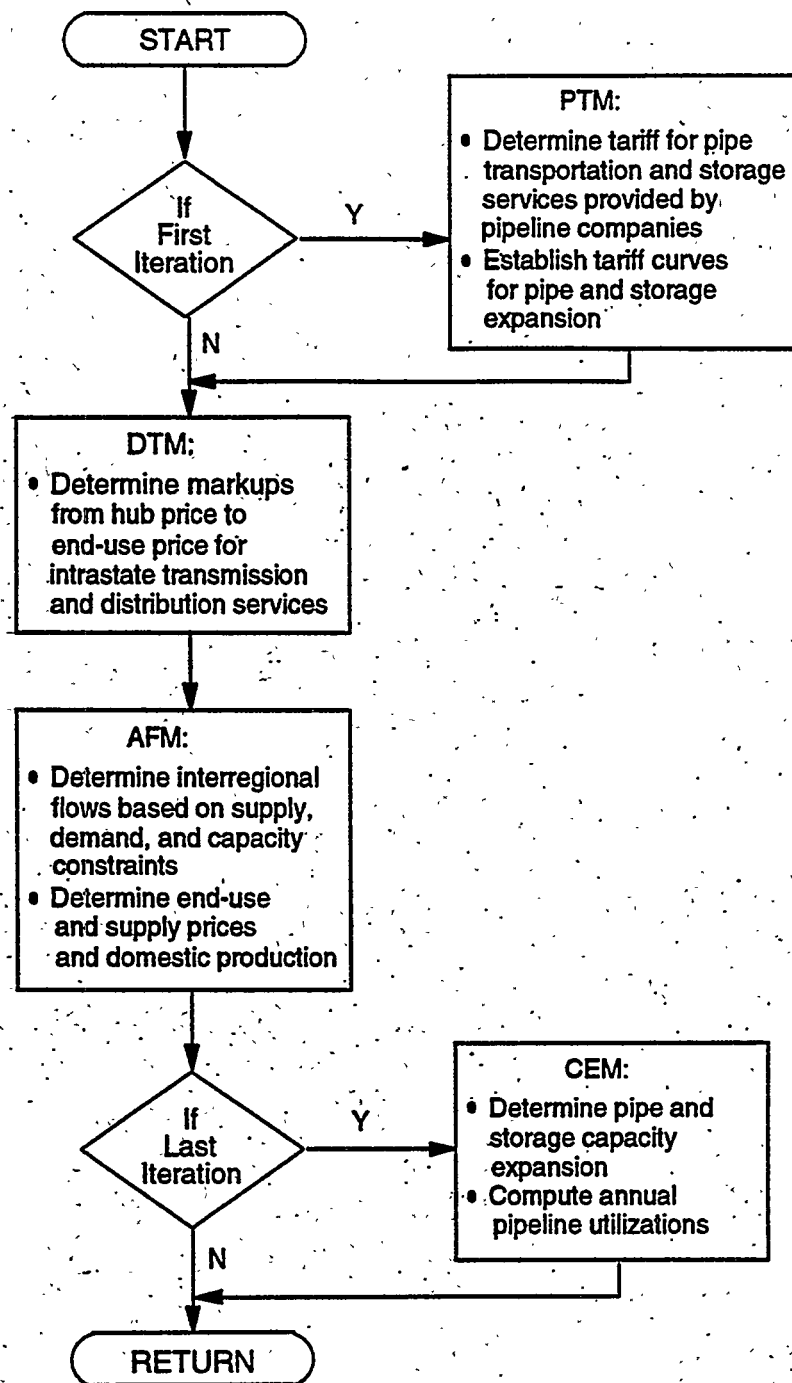 START
If
First
Iteration
Y
N
PTM:
• Determine tariff for pipe
transportation and storage
services provided by
pipeline companies
• Establish tariff curves
for pipe and storage
expansion
DTM:
• Determine markups
from hub price to
end-use price for
intrastate transmission
and distribution services
AFM:
• Determine interregional
flows based on supply,
demand, and capacity
constraints
• Determine end-use
and supply prices
and domestic production
If
Last
Iteration
Y
N
CEM:
• Determine pipe and
storage capacity
expansion
• Compute annual
pipeline utilizations
RETURN